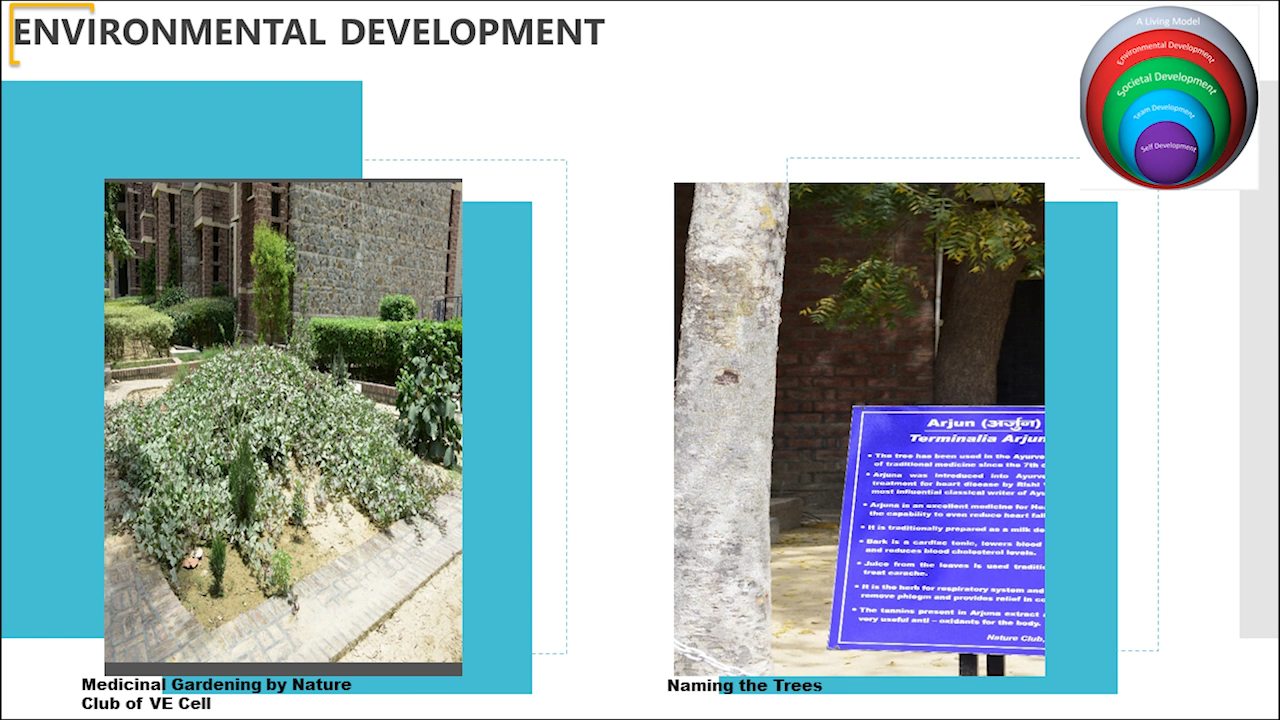 ENVIRONMENTAL DEVELOPMENT
A Living Model
Environmental Development
Societal Development
Team Development
Self Development
Arjun (अर्जुन)
Terminalia Arjun
• The tree has been used in the Ayurve
of traditional medicine since the 7th c
• Arjuna was introduced into Ayurve
treatment for heart disease by Rishi
most influential classical writer of Ayu
• Arjuna is an excellent medicine for Hea
the capability to even reduce heart fail
• It is traditionally prepared as a milk de
• Bark is a cardiac tonic, lowers blood
and reduces blood cholesterol levels.
• Juice from the leaves is used traditio
treat earache.
• It is the herb for respiratory system and
remove phlegm and provides relief in co
• The tannins present in Arjuna extract
very useful anti – oxidants for the body.
Nature Club,
Medicinal Gardening by Nature
Club of VE Cell
Naming the Trees